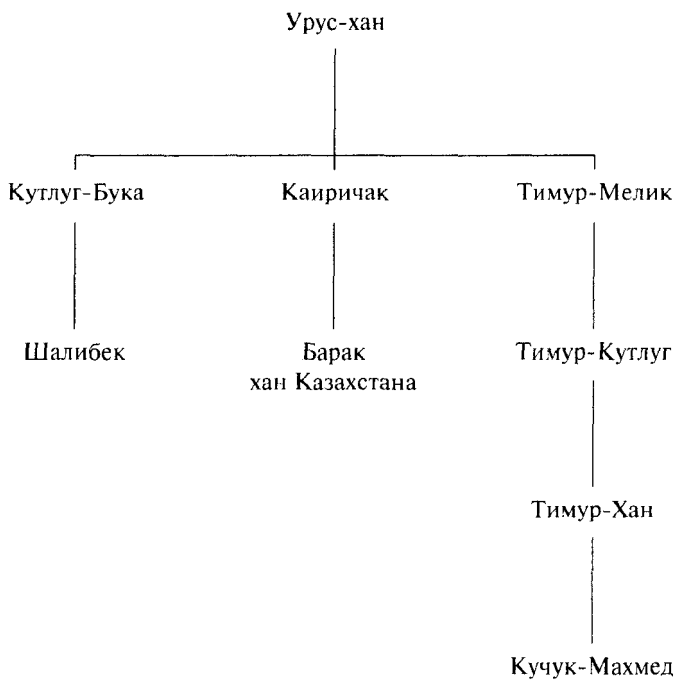 Урус-хан
Кутлуг-Бука Каиричак Тимур-Мелик
Шалибек Барак Тимур-Кутлуг
хан Казахстана
Тимур-Хан
Кучук-Махмед